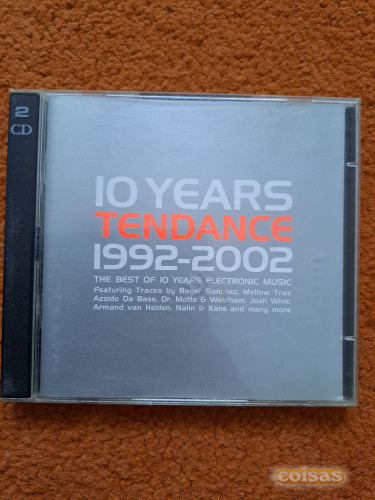 2
CD
10 YEARS
TENDANCE
1992-2002
THE BEST OF 10 YEARS ELECTRONIC MUSIC
Featuring Tracks by Roger Sanchez, Mellow Trax
Azzido Da Bass, Dr. Motte & Westbam, Josh Wink,
Armand van Helden, Nalin & Kane and many more
coisas